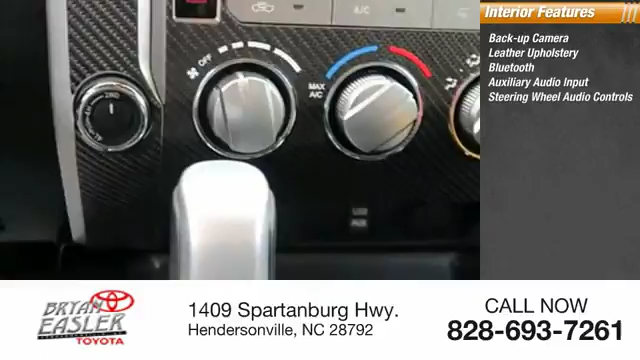 Interior Features
Back-up Camera
Leather Upholstery
Bluetooth
Auxiliary Audio Input
Steering Wheel Audio Controls
A/C
OFF
MAX
A/C
2WD
BRYAN
EASLER
TOYOTA
1409 Spartanburg Hwy.
Hendersonville, NC 28792
CALL NOW
828-693-7261